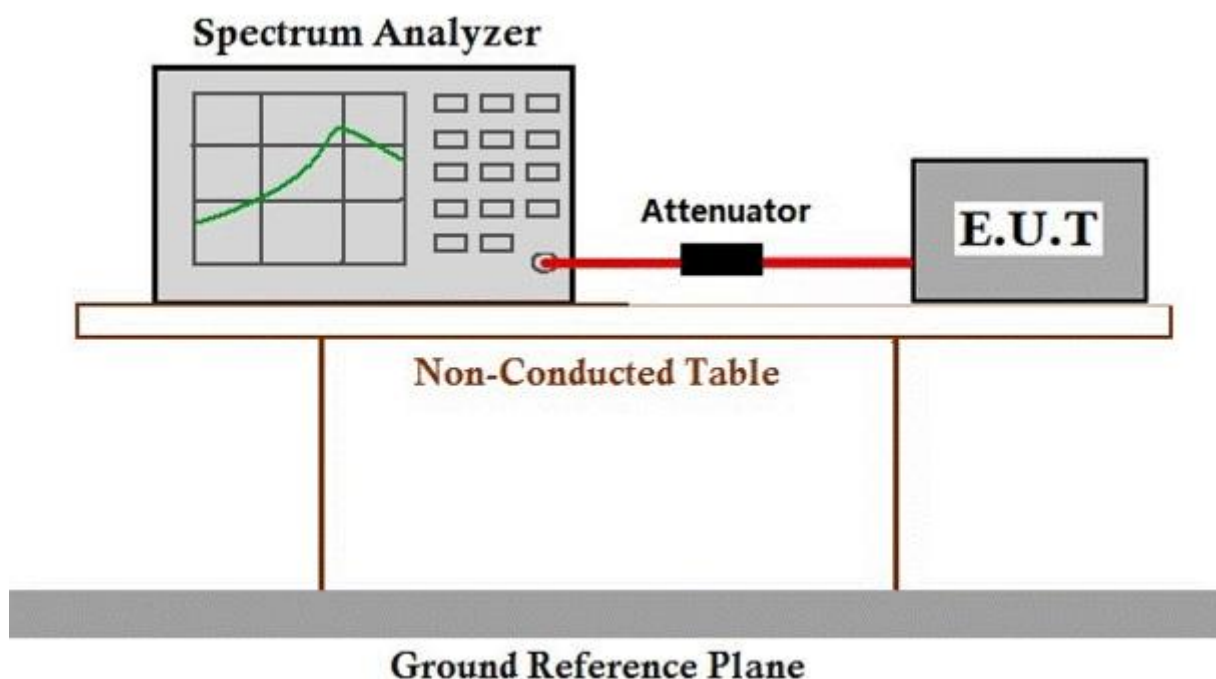 Spectrum Analyzer
Attenuator
E.U.T
Non-Conducted Table
Ground Reference Plane